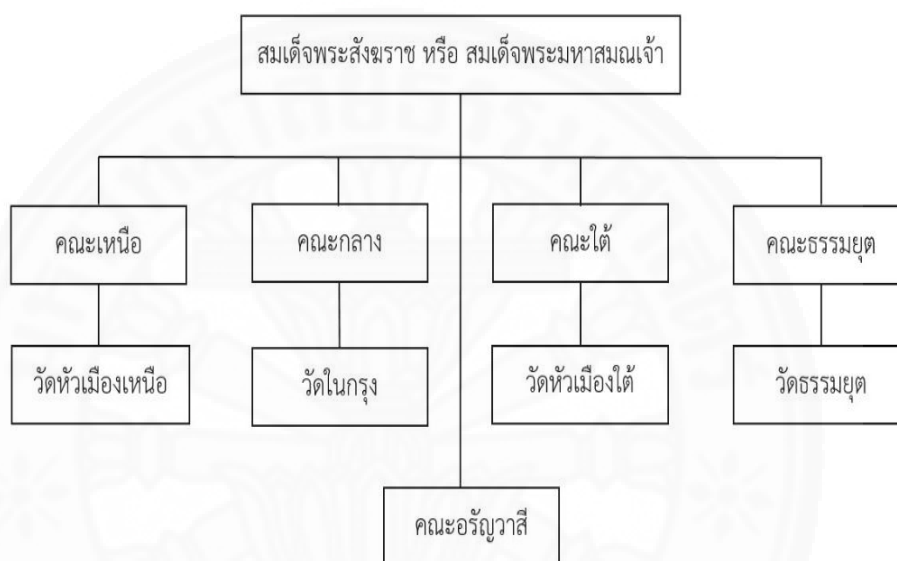 สมเด็จพระสังฆราช หรือ สมเด็จพระมหาสมณเจ้า
คณะเหนือ
คณะกลาง
คณะใต้
คณะธรรมยุต
วัดหัวเมืองเหนือ
วัดในกรุง
วัดหัวเมืองใต้
วัดธรรมยุต
คณะอรัญวาสี